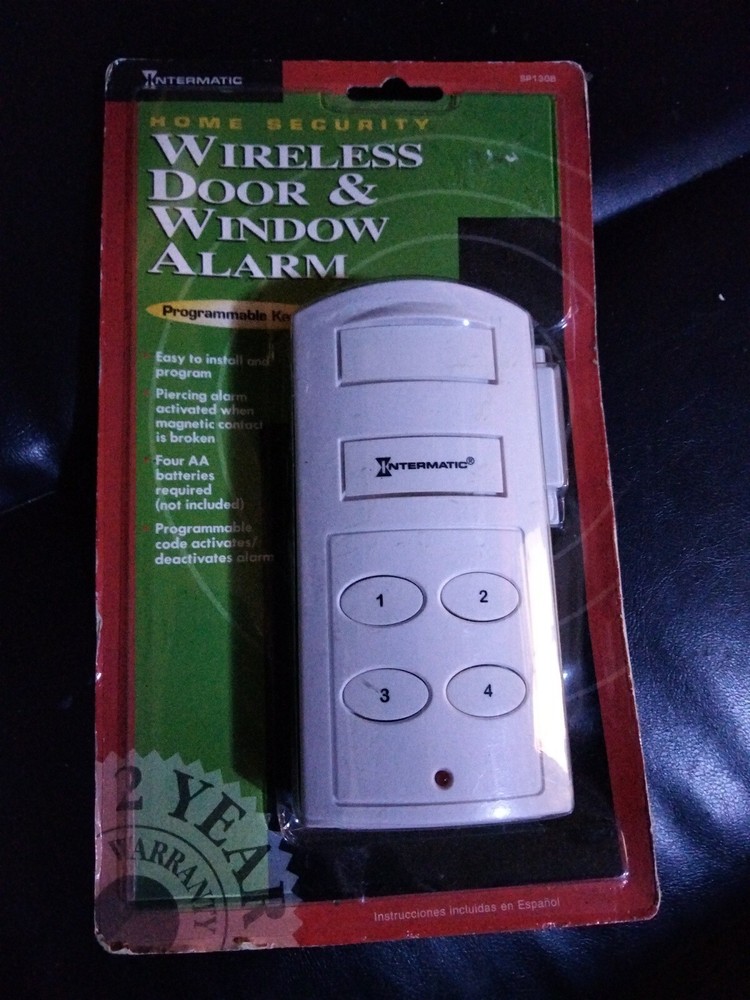 INTERMATIC
SP130B
HOME SECURITY
WIRELESS
DOOR &
WINDOW
ALARM
Programmable
Easy to install and
program
Piercing alarm
activated when
magnetic contact
is broken
Four AA
batteries
required
(not included)
Programmable
code activates/
deactivates alarm
INTERMATIC®
1 2
3 4
2 YEAR
WARRANTY
Instrucciones incluidas en Español